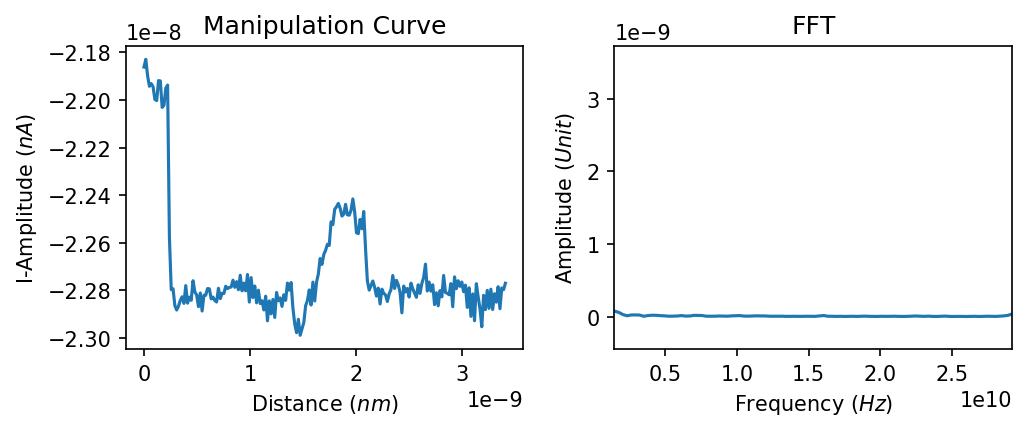 Manipulation Curve
1e−8
−2.18
−2.20
−2.22
−2.24
−2.26
−2.28
−2.30
I-Amplitude (nA)
0
1
2
3
1e−9
Distance (nm)
FFT
1e−9
3
2
1
0
Amplitude (Unit)
0.5
1.0
1.5
2.0
2.5
1e10
Frequency (Hz)